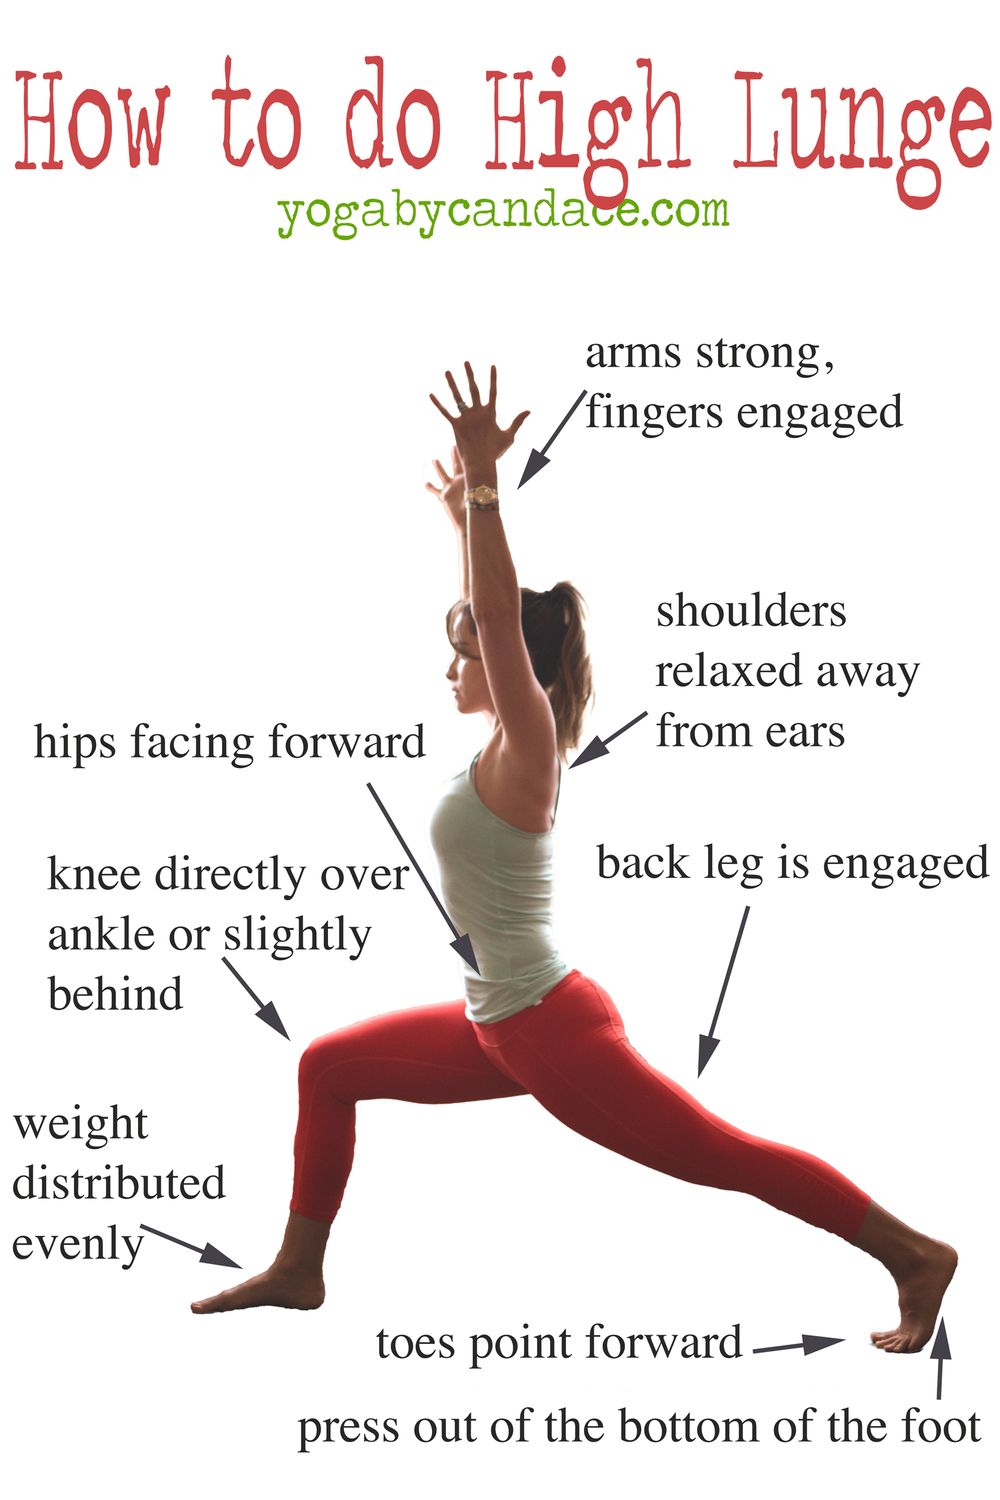 How to do High Lunge
yogabycandace.com
arms strong,
fingers engaged
shoulders
relaxed away
from ears
hips facing forward
knee directly over
ankle or slightly
behind
back leg is engaged
weight
distributed
evenly
toes point forward
press out of the bottom of the foot